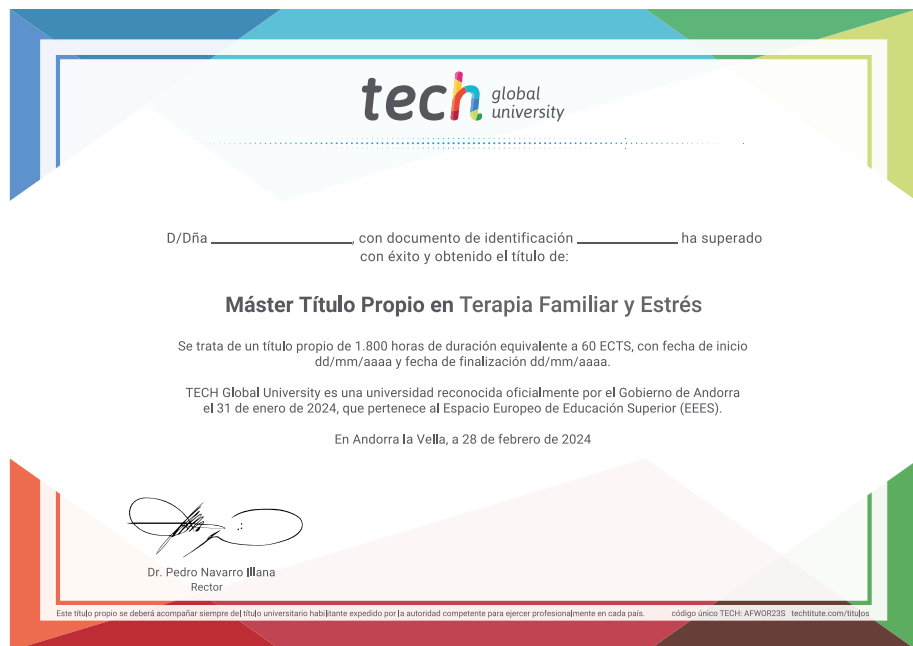 tech global university
D/Dña ____________, con documento de identificación ____________ ha superado
con éxito y obtenido el título de:
Máster Título Propio en Terapia Familiar y Estrés
Se trata de un título propio de 1.800 horas de duración equivalente a 60 ECTS, con fecha de inicio
dd/mm/aaaa y fecha de finalización dd/mm/aaaa.
TECH Global University es una universidad reconocida oficialmente por el Gobierno de Andorra
el 31 de enero de 2024, que pertenece al Espacio Europeo de Educación Superior (EEES).
En Andorra la Vella, a 28 de febrero de 2024
Dr. Pedro Navarro Illana
Rector
Este título propio se deberá acompañar siempre del título universitario habilitante expedido por la autoridad competente para ejercer profesionalmente en cada país. código único TECH: AFWOR23S techtitute.com/titulos